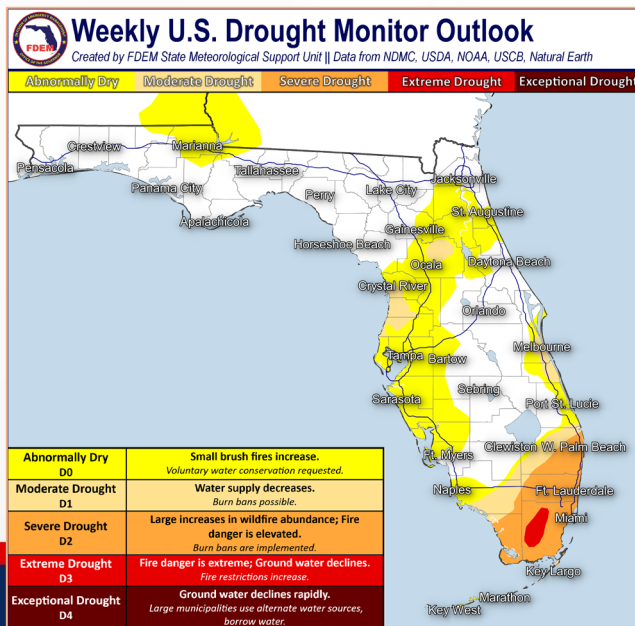 Weekly U.S. Drought Monitor Outlook
Created by FDEM State Meteorological Support Unit || Data from NDMC, USDA, NOAA, USCB, Natural Earth
FDEM
Abnormally Dry
Moderate Drought
Severe Drought
Extreme Drought
Exceptional Drought
Crestview
Marianna
Pensacola
Tallanassee
Jacksonville
Panama City
Perry
Lake City
Apalachicola
St. Augustine
Gainesville
Horseshoe Beach
Ocala
Daytona Beach
Crystal River
Orlando
Melbourne
Tampa
Bartow
Sebring
Sarasota
Port St. Lucie
Clewiston
W. Palm Beach
Ft. Myers
Naples
Ft. Lauderdale
Miami
Key Largo
Marathon
Key West
Abnormally Dry
D0
Small brush fires increase.
Voluntary water conservation requested.
Moderate Drought
D1
Water supply decreases.
Burn bans possible.
Severe Drought
D2
Large increases in wildfire abundance; Fire
danger is elevated.
Burn bans are implemented.
Extreme Drought
D3
Fire danger is extreme; Ground water declines.
Fire restrictions increase.
Exceptional Drought
D4
Ground water declines rapidly.
Large municipalities use alternate water sources,
borrow water.